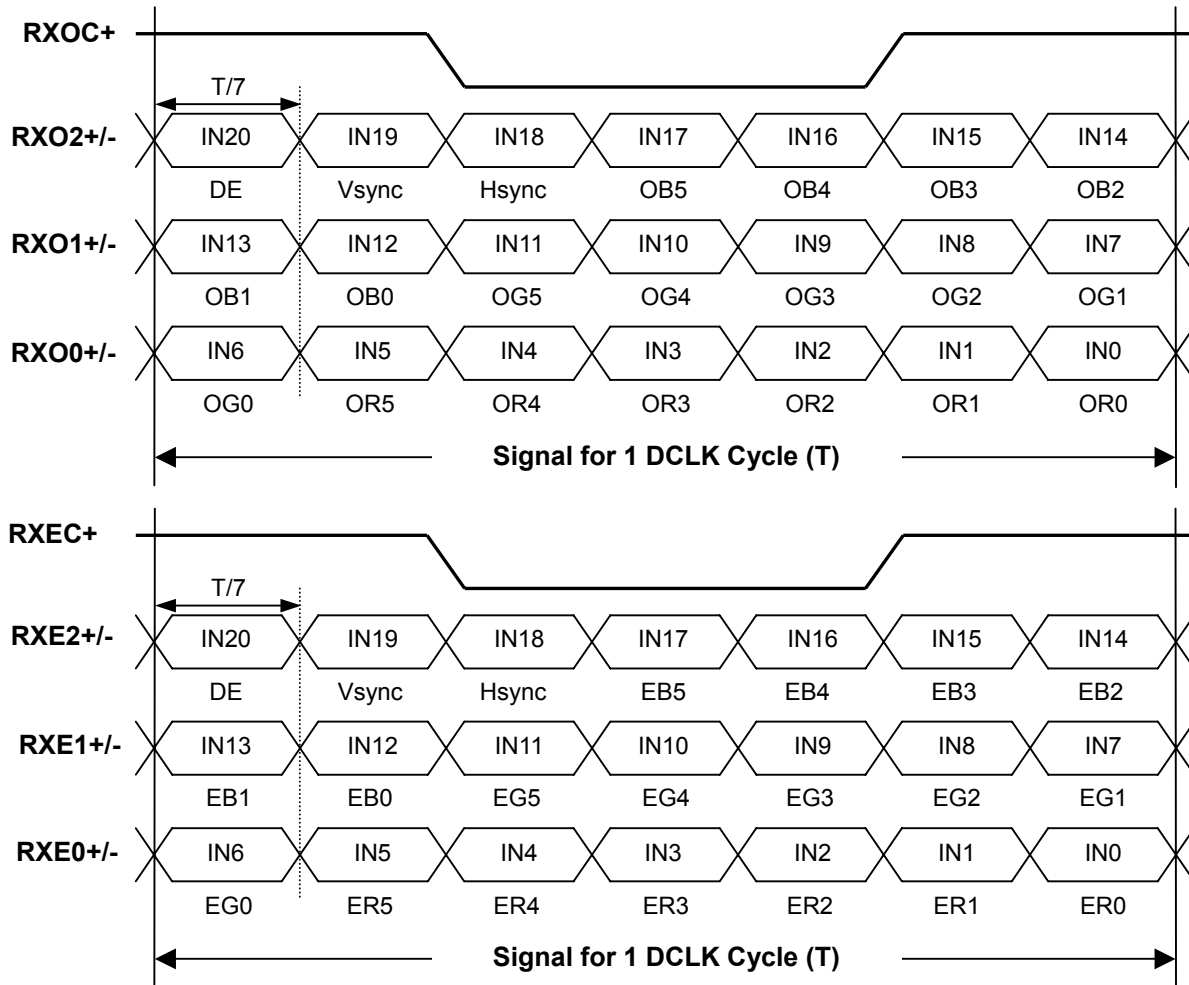 RXOC+
T/7
RXO2+/- IN20 IN19 IN18 IN17 IN16 IN15 IN14
DE Vsync Hsync OB5 OB4 OB3 OB2
RXO1+/- IN13 IN12 IN11 IN10 IN9 IN8 IN7
OB1 OB0 OG5 OG4 OG3 OG2 OG1
RXO0+/- IN6 IN5 IN4 IN3 IN2 IN1 IN0
OG0 OR5 OR4 OR3 OR2 OR1 OR0
Signal for 1 DCLK Cycle (T)
RXEC+
T/7
RXE2+/- IN20 IN19 IN18 IN17 IN16 IN15 IN14
DE Vsync Hsync EB5 EB4 EB3 EB2
RXE1+/- IN13 IN12 IN11 IN10 IN9 IN8 IN7
EB1 EB0 EG5 EG4 EG3 EG2 EG1
RXE0+/- IN6 IN5 IN4 IN3 IN2 IN1 IN0
EG0 ER5 ER4 ER3 ER2 ER1 ER0
Signal for 1 DCLK Cycle (T)